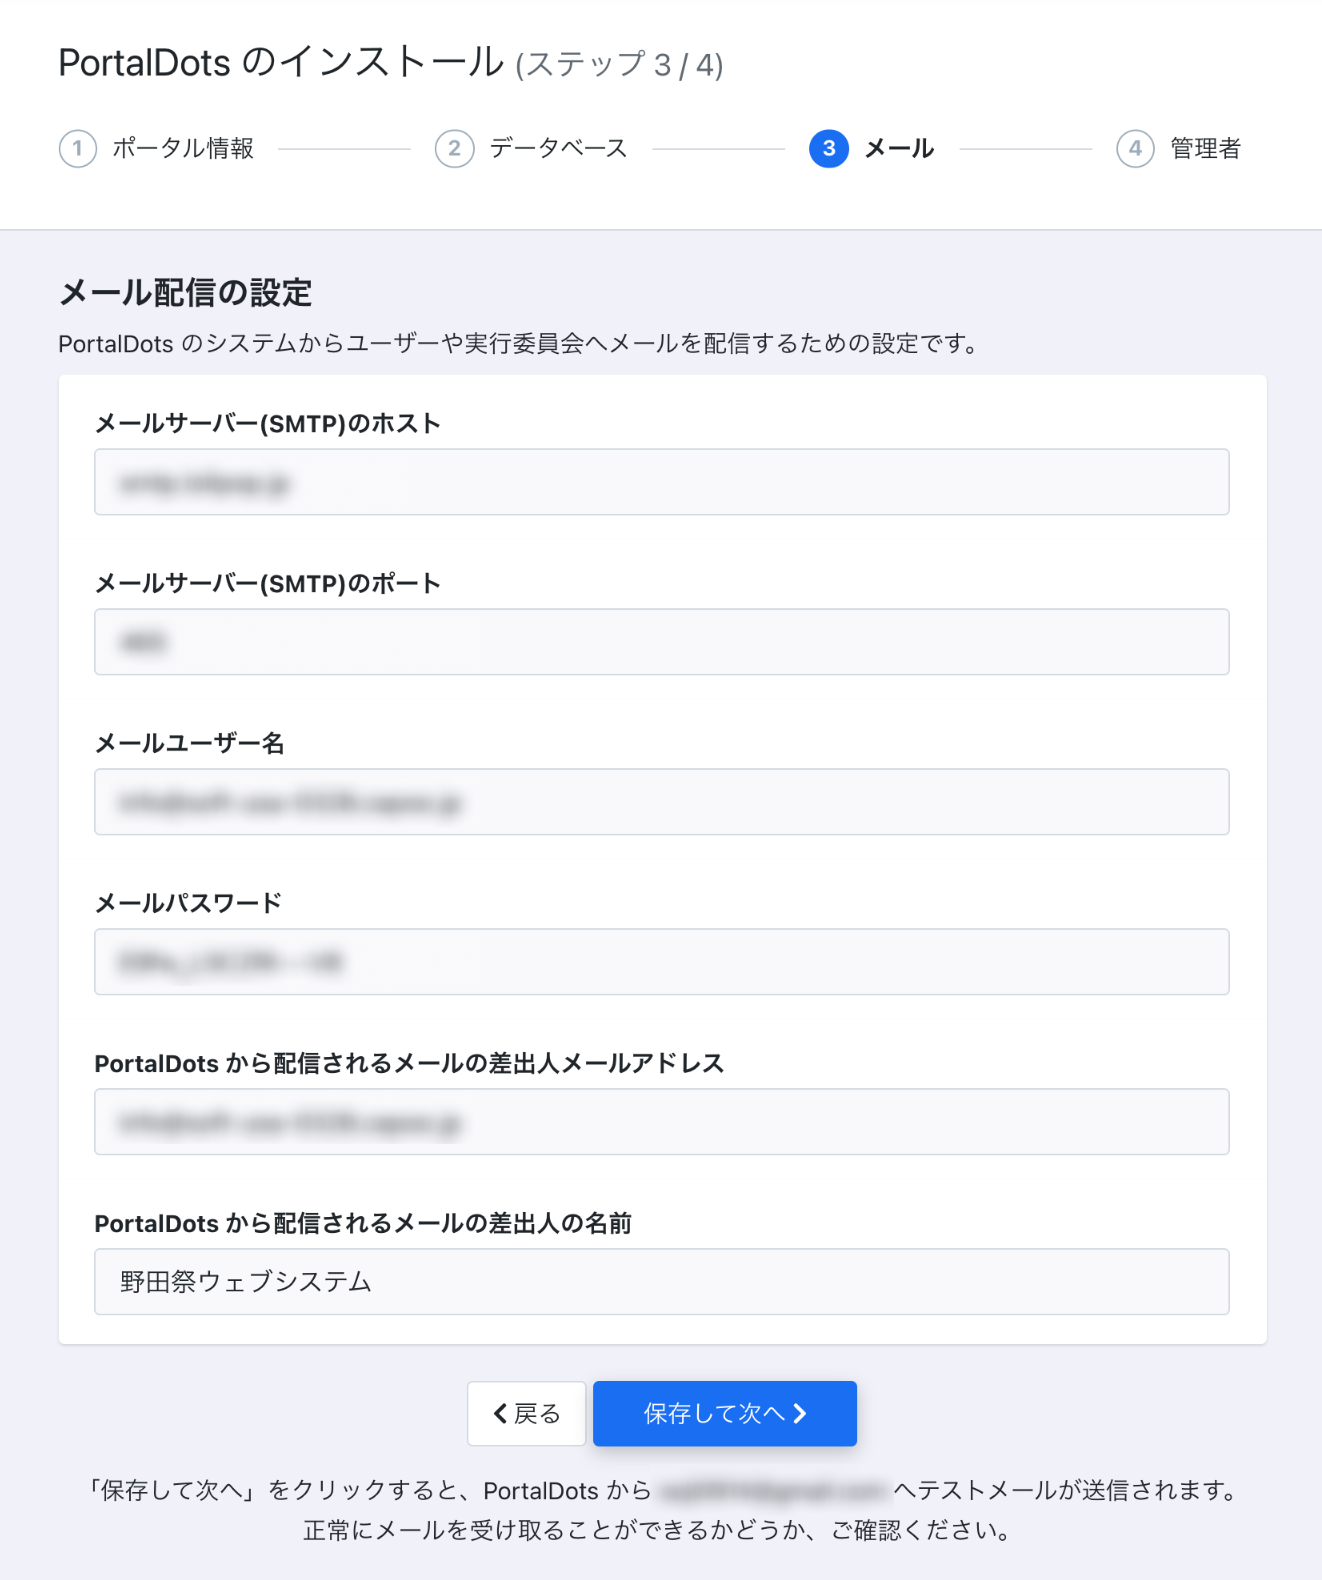 PortalDots のインストール (ステップ 3 / 4)
1 ポータル情報 2 データベース 3 メール 4 管理者
メール配信の設定
PortalDots のシステムからユーザーや実行委員会へメールを配信するための設定です。
メールサーバー(SMTP)のホスト
メールサーバー(SMTP)のポート
メールユーザー名
メールパスワード
PortalDots から配信されるメールの差出人メールアドレス
PortalDots から配信されるメールの差出人の名前
野田祭ウェブシステム
戻る 保存して次へ
「保存して次へ」をクリックすると、PortalDots から へテストメールが送信されます。
正常にメールを受け取ることができるかどうか、ご確認ください。